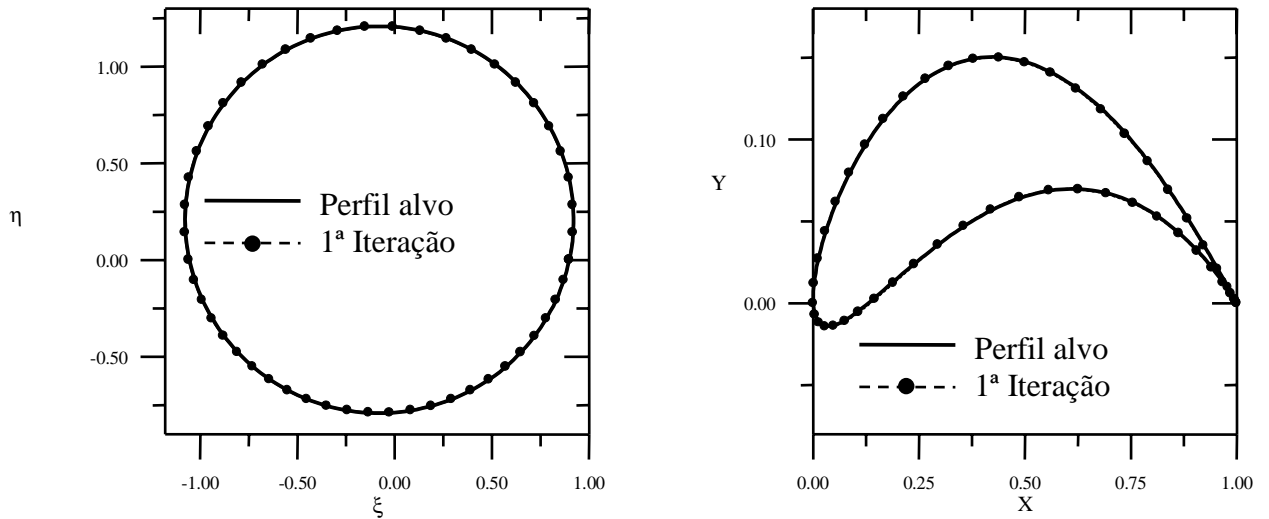 1.00
0.50
0.00
-0.50
η
Perfil alvo
1ª Iteração
-1.00 -0.50 0.00 0.50 1.00
ξ
0.10
0.00
Y
Perfil alvo
1ª Iteração
0.00 0.25 0.50 0.75 1.00
X